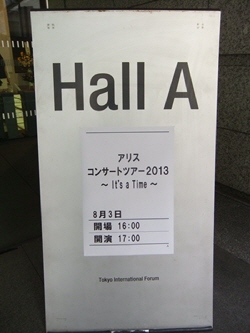 Hall A
アリス
コンサートツアー2013
～ It's a Time ～
8月3日
開場 16:00
開演 17:00
Tokyo International Forum